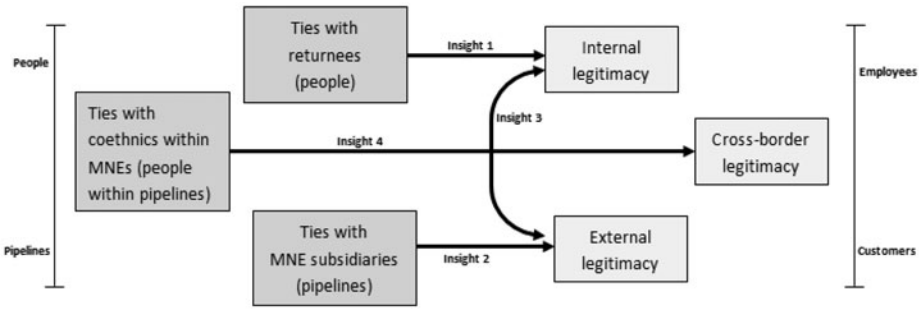 People
Pipelines
Ties with
returnees
(people)
Ties with
coethnics within
MNEs (people
within pipelines)
Ties with
MNE subsidiaries
(pipelines)
Insight 1
Insight 3
Insight 4
Insight 2
Internal
legitimacy
Cross-border
legitimacy
External
legitimacy
Employees
Customers